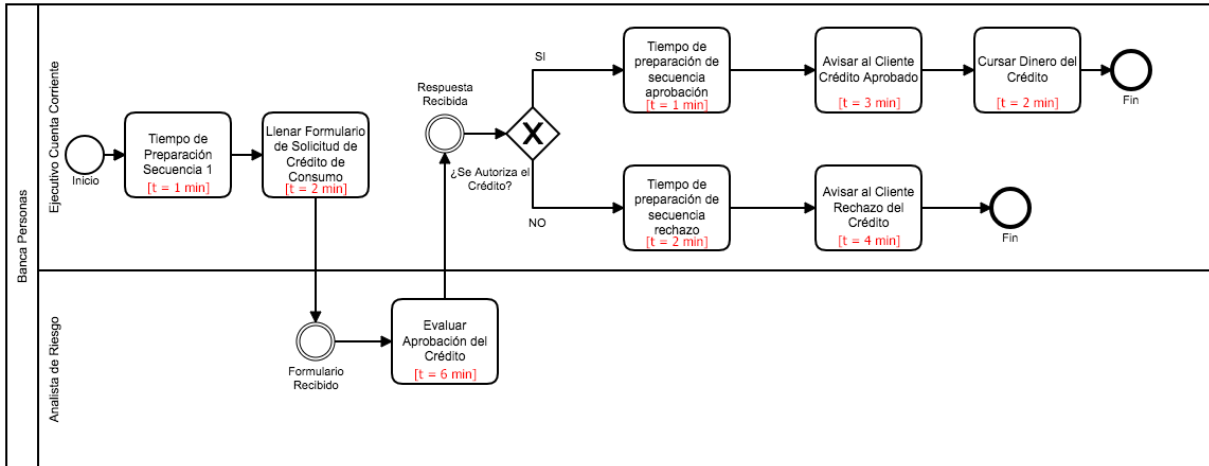 Banca Personas
Ejecutivo Cuenta Corriente
Inicio
Tiempo de
Preparación
Secuencia 1
[t = 1 min]
Llenar Formulario
de Solicitud de
Crédito de
Consumo
[t = 2 min]
Respuesta
Recibida
¿Se Autoriza el
Crédito?
SI
Tiempo de
preparación de
secuencia
aprobación
[t = 1 min]
Avisar al Cliente
Crédito Aprobado
[t = 3 min]
Cursar Dinero del
Crédito
[t = 2 min]
Fin
NO
Tiempo de
preparación de
secuencia
rechazo
[t = 2 min]
Avisar al Cliente
Rechazo del
Crédito
[t = 4 min]
Fin
Analista de Riesgo
Formulario
Recibido
Evaluar
Aprobación del
Crédito
[t = 6 min]